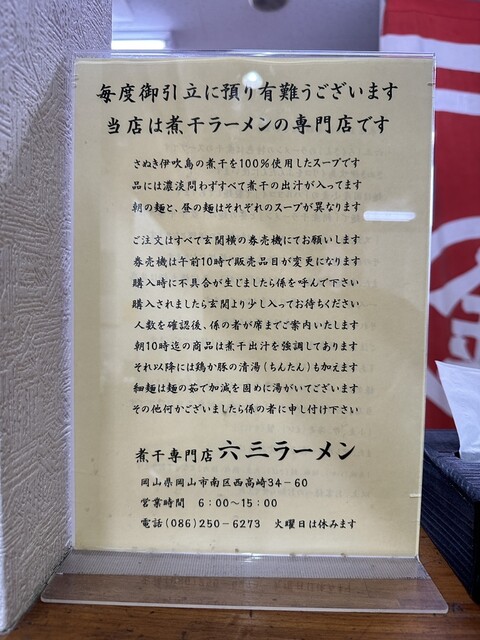 毎度御引立に預り有難うございます
当店は煮干ラーメンの専門店です
さぬき伊吹島の煮干を100%使用したスープです
品には濃淡問わずすべて煮干の出汁が入ってます
朝の麺と、昼の麺はそれぞれのスープが異なります
ご注文はすべて玄関横の券売機にてお願いします
券売機は午前10時で販売品目が変更になります
購入時に不具合が生じましたら係を呼んで下さい
購入されましたら玄関より少し入ってお待ちください
人数を確認後、係の者が席までご案内いたします
朝10時迄の商品は煮干出汁を強調してあります
それ以降には鶏か豚の清湯(ちんたん)も加えます
細麺は麺の茹で加減を固めに湯がいてございます
その他何かございましたら係の者に申し付け下さい
煮干専門店 六三ラーメン
岡山県岡山市南区西高崎34-60
営業時間 6:00~15:00
電話(086)250-6273 火曜日は休みます